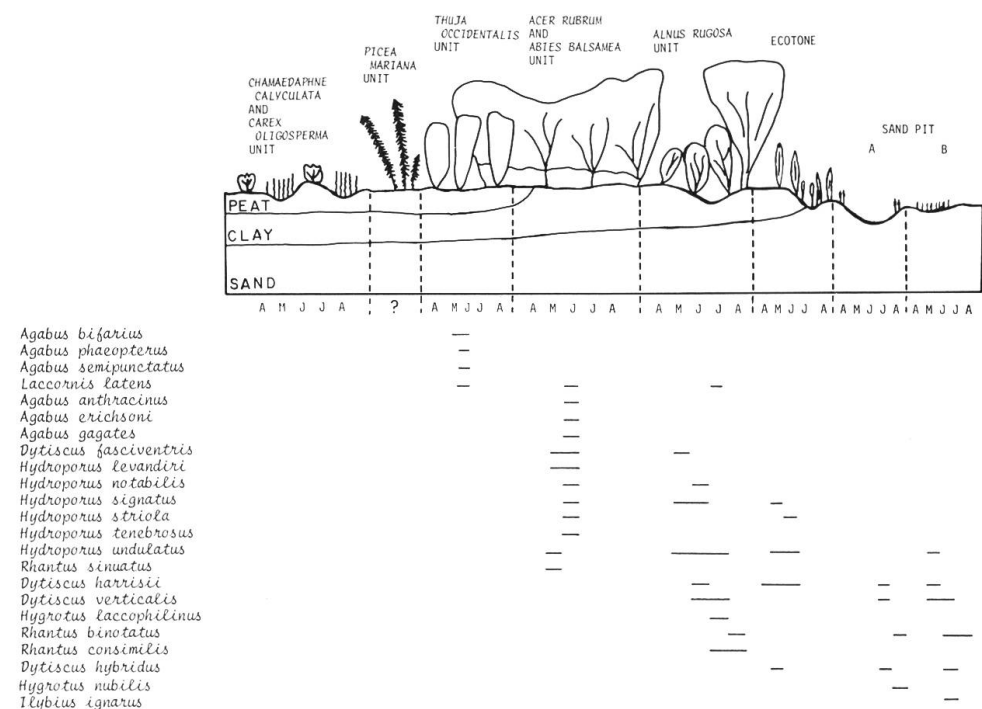 CHAMAEDAPHNE
CALYCULATA
AND
CAREX
OLIGOSPERMA
UNIT
PICEA
MARIANA
UNIT
THUJA
OCCIDENTALIS
UNIT
ACER RUBRUM
AND
ABIES BALSAMEA
UNIT
ALNUS RUGOSA
UNIT
ECOTONE
SAND PIT
A B
PEAT
CLAY
SAND
A M J J A ? A M J J A A M J J A A M J J A A M J J A A M J J A A M J J A
Agabus bifarius
Agabus phaeopterus
Agabus semipunctatus
Laccornis latens
Agabus anthracinus
Agabus erichsoni
Agabus gagates
Dytiscus fasciventris
Hydroporus levandiri
Hydroporus notabilis
Hydroporus signatus
Hydroporus striola
Hydroporus tenebrosus
Hydroporus undulatus
Rhantus sinuatus
Dytiscus harrisii
Dytiscus verticalis
Hygrotus laccophilinus
Rhantus binotatus
Rhantus consimilis
Dytiscus hybridus
Hygrotus nubilis
Ilybius ignarus